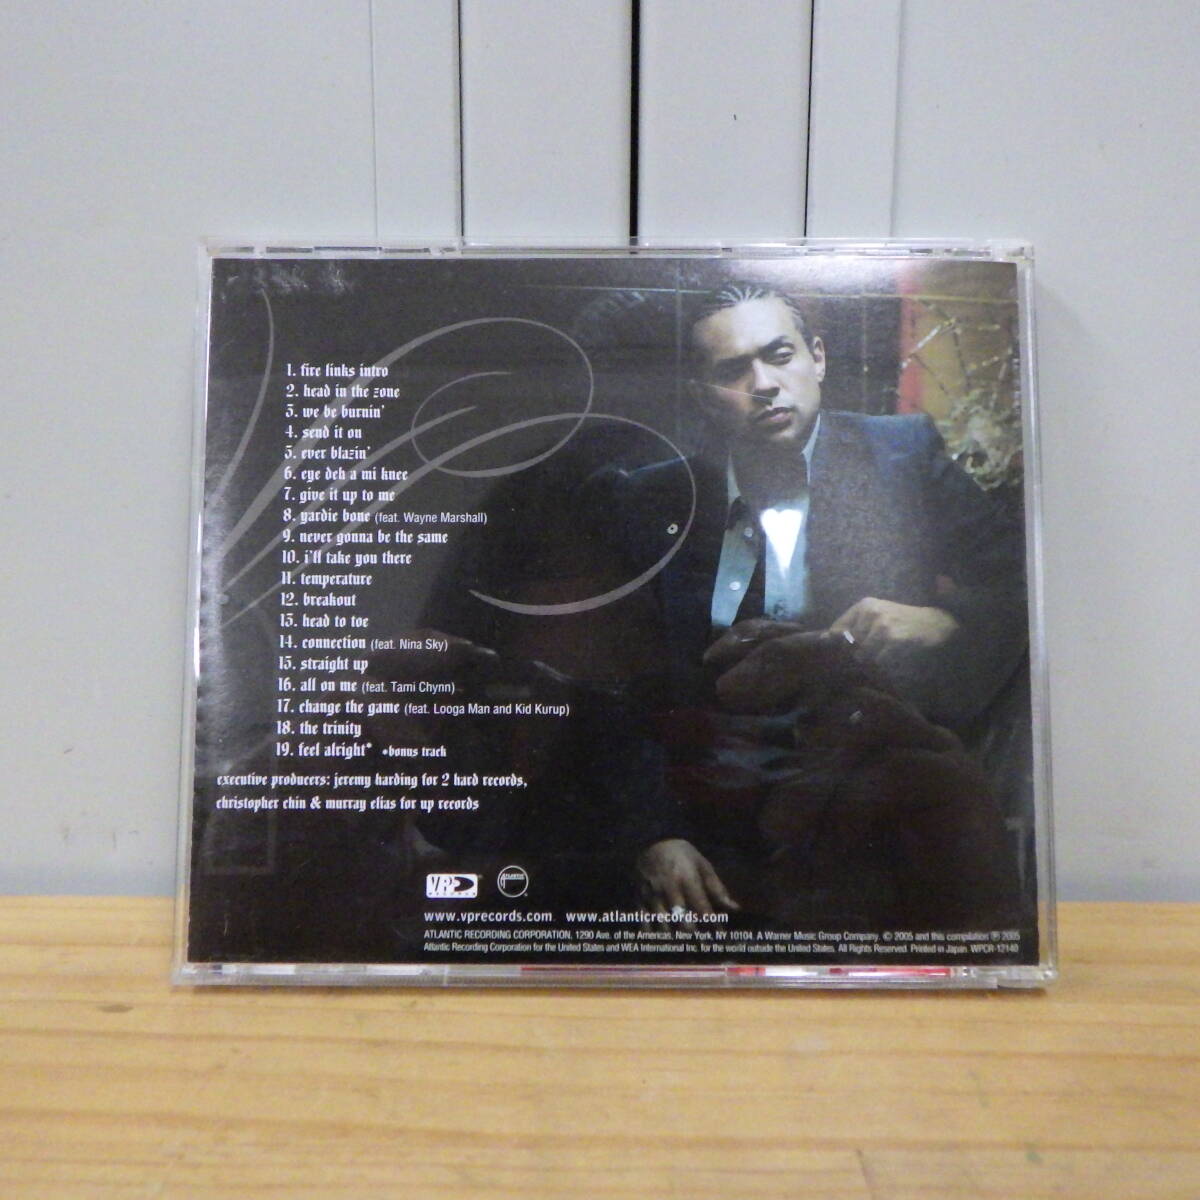 1. fire links intro
2. head in the zone
3. we be burnin'
4. send it on
5. ever blazin'
6. eye deh a mi knee
7. give it up to me
8. yardie bone (feat. Wayne Marshall)
9. never gonna be the same
10. i'll take you there
11. temperature
12. breakout
13. head to toe
14. connection (feat. Nina Sky)
15. straight up
16. all on me (feat. Tami Chynn)
17. change the game (feat. Looga Man and Kid Kurup)
18. the trinity
19. feel alright* *bonus track
executive producers: jeremy harding for 2 hard records,
christopher chin & murray elias for vp records
VP RECORDS ATLANTIC
www.vprecords.com www.atlanticrecords.com
ATLANTIC RECORDING CORPORATION, 1290 Ave. of the Americas, New York, NY 10104. A Warner Music Group Company. © 2005 and this compilation ℗ 2005
Atlantic Recording Corporation for the United States and WEA International Inc. for the world outside the United States. All Rights Reserved. Printed in Japan. WPCR-12140